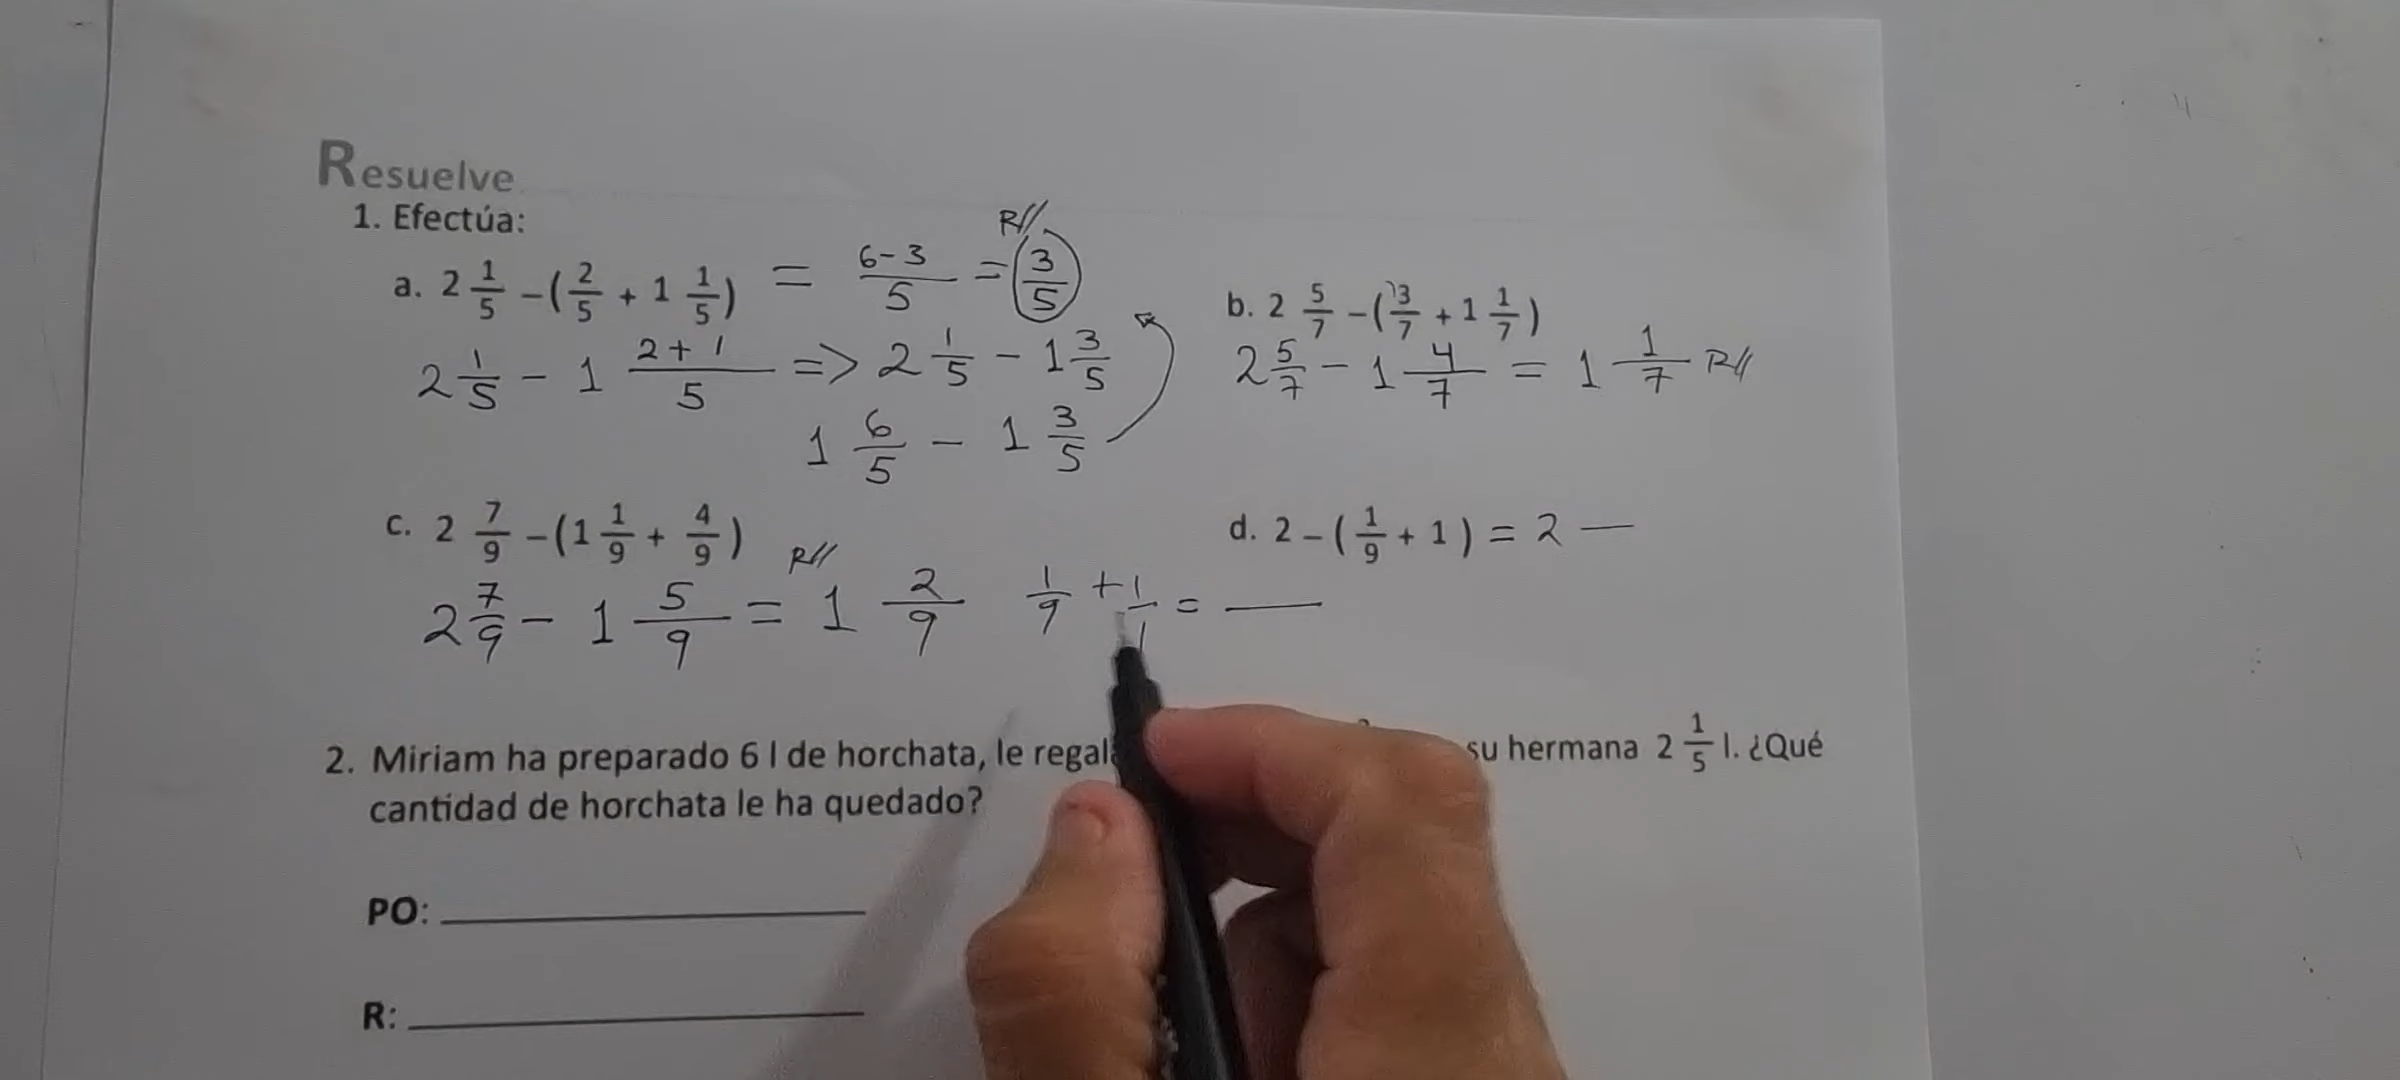 Resuelve
1. Efectúa:
a. 2 1/5 - (2/5 + 1 1/5) = 6-3/5 = 3/5 R//
2 1/5 - 1 2+1/5 => 2 1/5 - 1 3/5
1 6/5 - 1 3/5
b. 2 5/7 - (3/7 + 1 1/7)
2 5/7 - 1 4/7 = 1 1/7 R//
c. 2 7/9 - (1 1/9 + 4/9)
2 7/9 - 1 5/9 = R// 1 2/9
d. 2 - (1/9 + 1) = 2 —
1/9 + 1/1 = —
2. Miriam ha preparado 6 l de horchata, le su hermana 2 1/5 l. ¿Qué
cantidad de horchata le ha quedado?
PO:
R: